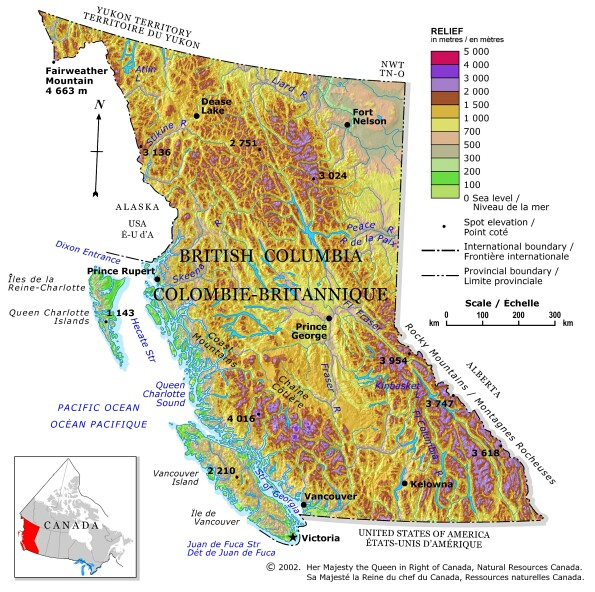 YUKON TERRITORY
TERRITOIRE DU YUKON
NWT
TN-O
Fairweather
Mountain
4 663 m
Atlin
L
Liard R
Dease
Lake
Fort
Nelson
N
Stikine R
3 136
2 751
3 024
ALASKA
USA
É-U d'A
Dixon Entrance
Peace R
R de la Paix
R
BRITISH COLUMBIA
COLOMBIE-BRITANNIQUE
Prince Rupert
Skeena
Îles de la
Reine-Charlotte
Queen Charlotte
Islands
1 143
Hecate Str
Prince
George
R Fraser
Coast
Mountains
Chaîne
Côtière
Fraser R
3 954
Kinbasket
L
3 747
Rocky Mountains / Montagnes Rocheuses
ALBERTA
Queen
Charlotte
Sound
PACIFIC OCEAN
OCÉAN PACIFIQUE
4 016
Columbia R
3 618
Vancouver
Island
2 210
Str of Georgia
Kelowna
Vancouver
Île de
Vancouver
Victoria
Juan de Fuca Str
Dét de Juan de Fuca
UNITED STATES OF AMERICA
ÉTATS-UNIS D'AMÉRIQUE
CANADA
RELIEF
in metres / en mètres
5 000
4 000
3 000
2 000
1 500
1 000
700
500
300
200
100
0 Sea level /
Niveau de la mer
Spot elevation /
Point coté
International boundary /
Frontière internationale
Provincial boundary /
Limite provinciale
Scale / Echelle
km 0 100 200 300 km
© 2002. Her Majesty the Queen in Right of Canada, Natural Resources Canada.
Sa Majesté la Reine du chef du Canada, Ressources naturelles Canada.